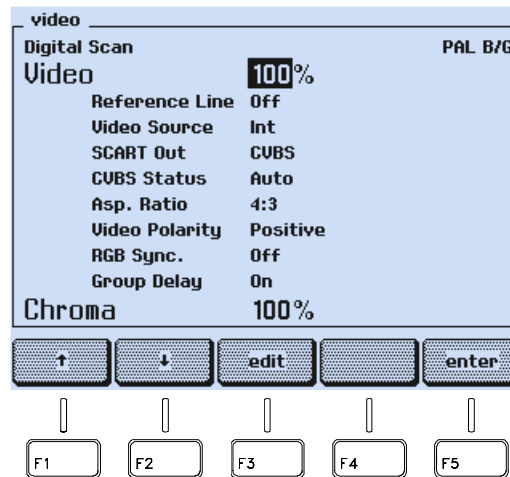 video
Digital Scan PAL B/G
Video 100%
Reference Line Off
Video Source Int
SCART Out CVBS
CVBS Status Auto
Asp. Ratio 4:3
Video Polarity Positive
RGB Sync. Off
Group Delay On
Chroma 100%
↑ ↓ edit enter
F1 F2 F3 F4 F5